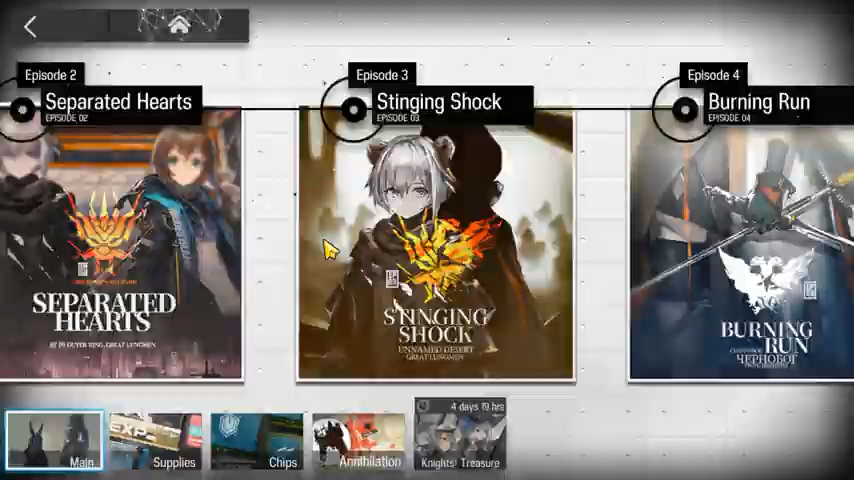 Episode 2
Separated Hearts
EPISODE 02
SEPARATED
HEARTS
Episode 3
Stinging Shock
EPISODE 03
STINGING
SHOCK
UNNAMED DESERT
GREAT LUNGMEN
Episode 4
Burning Run
EPISODE 04
BURNING
RUN
ЧЕРНОБОГ
Main
EXP
Supplies
Chips
Annihilation
4 days 19 hrs
Knights' Treasure